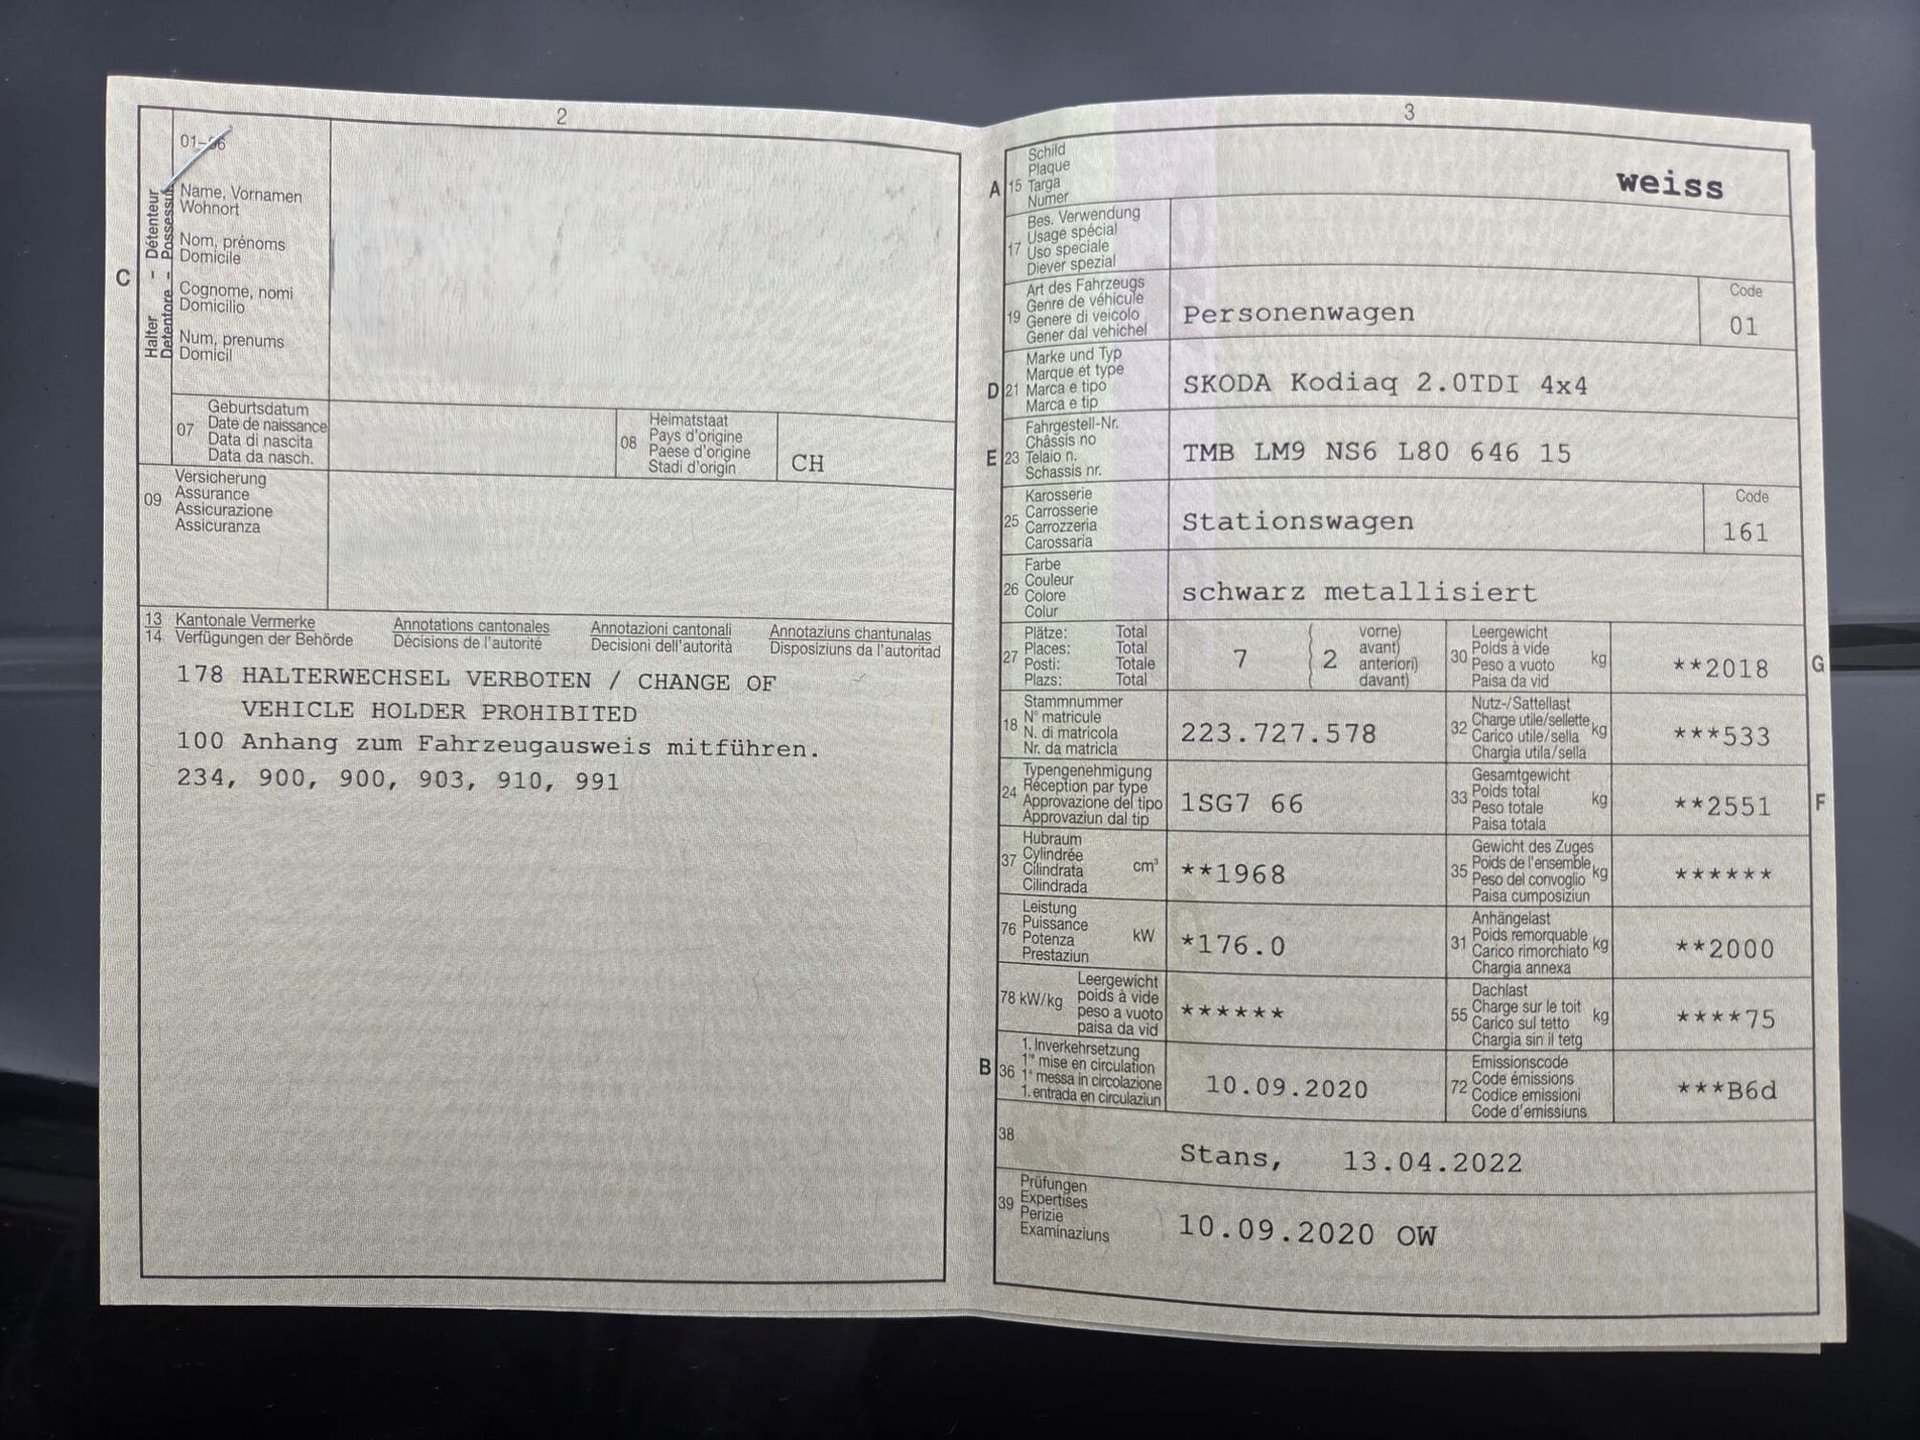 2
01–06
C
Halter - Détenteur
Detentore - Possessur
Name, Vornamen
Wohnort
Nom, prénoms
Domicile
Cognome, nomi
Domicilio
Num, prenums
Domicil
07
Geburtsdatum
Date de naissance
Data di nascita
Data da nasch.
08
Heimatstaat
Pays d'origine
Paese d'origine
Stadi d'origin
CH
09
Versicherung
Assurance
Assicurazione
Assicuranza
13
14
Kantonale Vermerke
Verfügungen der Behörde
Annotations cantonales
Décisions de l'autorité
Annotazioni cantonali
Decisioni dell'autorità
Annotaziuns chantunalas
Disposiziuns da l'autoritad
178 HALTERWECHSEL VERBOTEN / CHANGE OF
VEHICLE HOLDER PROHIBITED
100 Anhang zum Fahrzeugausweis mitführen.
234, 900, 900, 903, 910, 991
3
A
15
Schild
Plaque
Targa
Numer
weiss
17
Bes. Verwendung
Usage spécial
Uso speciale
Diever spezial
19
Art des Fahrzeugs
Genre de véhicule
Genere di veicolo
Gener dal vehichel
Personenwagen
Code
01
D
21
Marke und Typ
Marque et type
Marca e tipo
Marca e tip
SKODA Kodiaq 2.0TDI 4x4
E
23
Fahrgestell-Nr.
Châssis no
Telaio n.
Schassis nr.
TMB LM9 NS6 L80 646 15
25
Karosserie
Carrosserie
Carrozzeria
Carossaria
Stationswagen
Code
161
26
Farbe
Couleur
Colore
Colur
schwarz metallisiert
27
Plätze: Total
Places: Total
Posti: Totale
Plazs: Total
7
2
vorne)
avant)
anteriori)
davant)
30
Leergewicht
Poids à vide
Peso a vuoto
Paisa da vid
kg
**2018
G
18
Stammnummer
N° matricule
N. di matricola
Nr. da matricla
223.727.578
32
Nutz-/Sattellast
Charge utile/sellette
Carico utile/sella
Chargia utila/sella
kg
***533
24
Typengenehmigung
Réception par type
Approvazione del tipo
Approvaziun dal tip
1SG7 66
33
Gesamtgewicht
Poids total
Peso totale
Paisa totala
kg
**2551
F
37
Hubraum
Cylindrée
Cilindrata
Cilindrada
cm³
**1968
35
Gewicht des Zuges
Poids de l'ensemble
Peso del convoglio
Paisa cumposiziun
kg
******
76
Leistung
Puissance
Potenza
Prestaziun
kW
*176.0
31
Anhängelast
Poids remorquable
Carico rimorchiato
Chargia annexa
kg
**2000
78 kW/kg
Leergewicht
poids à vide
peso a vuoto
paisa da vid
******
55
Dachlast
Charge sur le toit
Carico sul tetto
Chargia sin il tetg
kg
****75
B
36
1. Inverkehrsetzung
1re mise en circulation
1a messa in circolazione
1. entrada en circulaziun
10.09.2020
72
Emissionscode
Code émissions
Codice emissioni
Code d'emissiuns
***B6d
38
Stans, 13.04.2022
39
Prüfungen
Expertises
Perizie
Examinaziuns
10.09.2020 OW